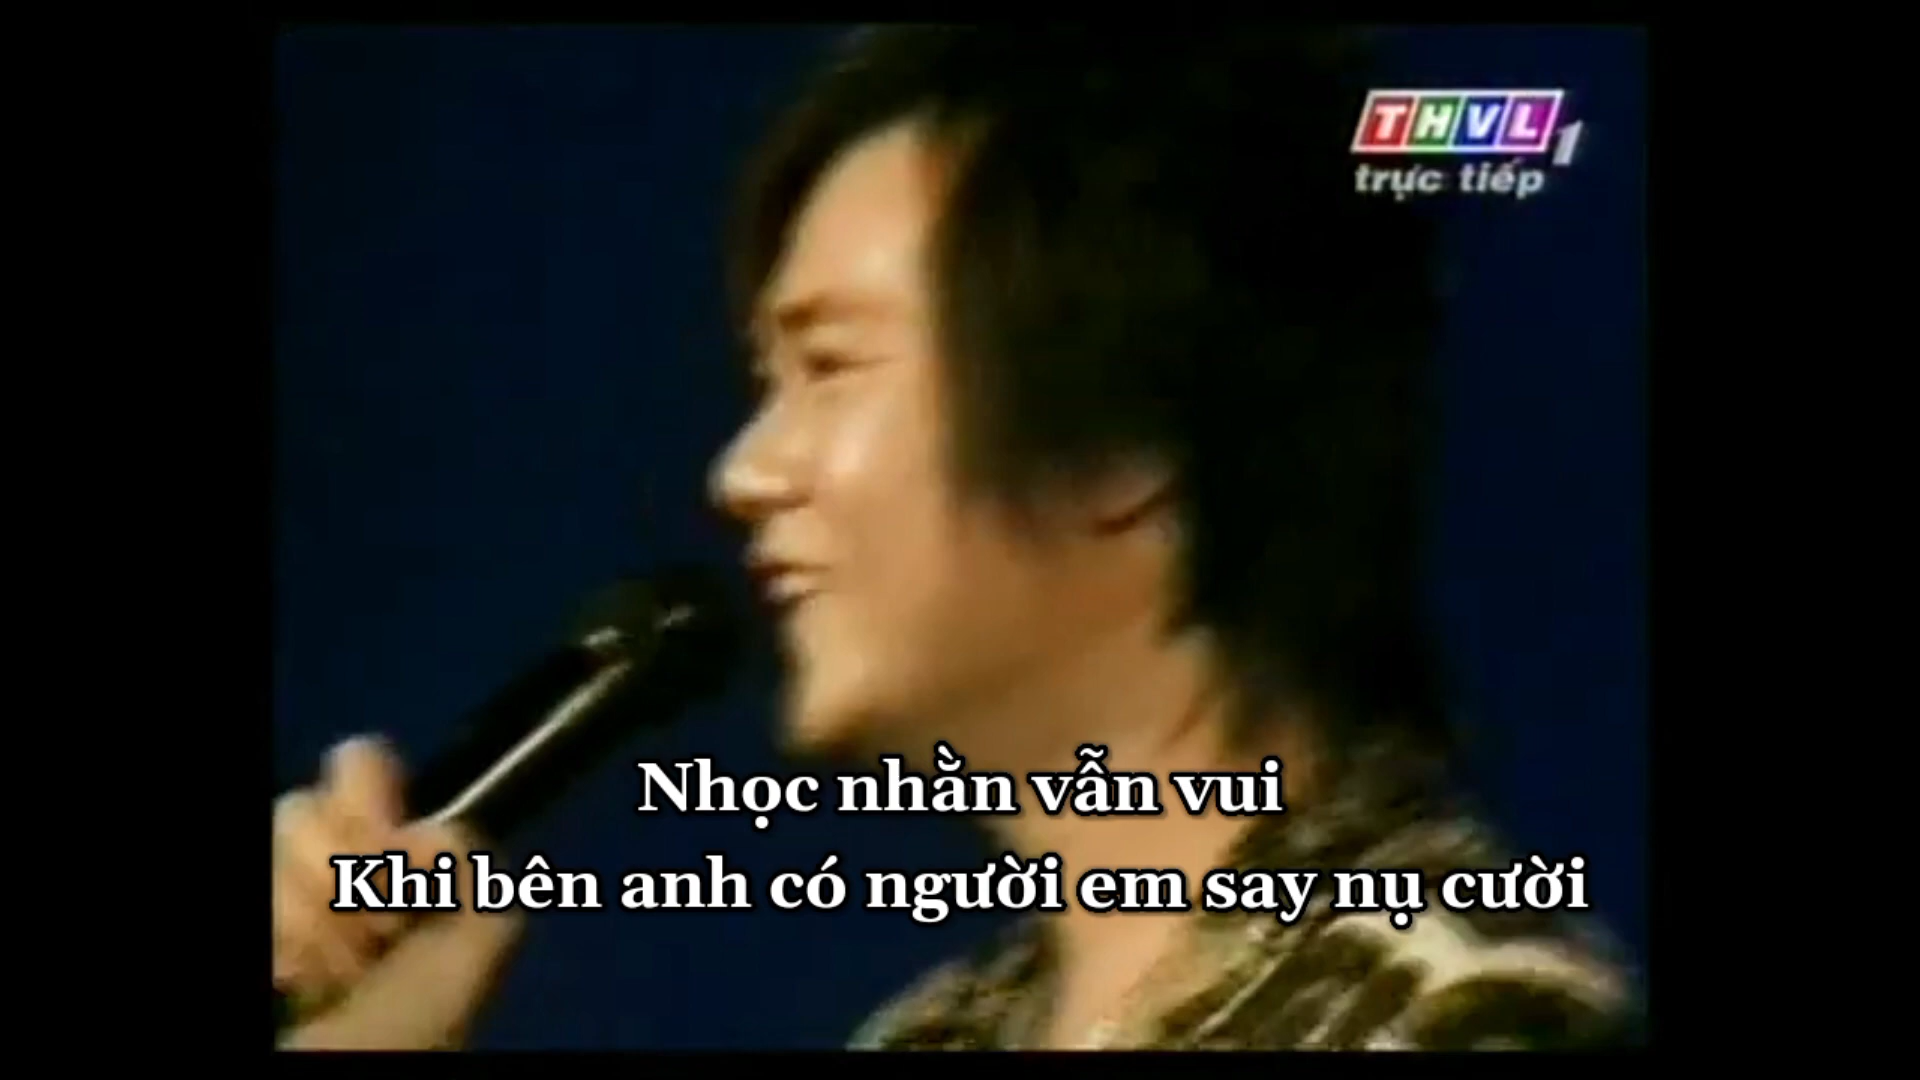 THVL1
trực tiếp
Nhọc nhằn vẫn vui
Khi bên anh có người em say nụ cười